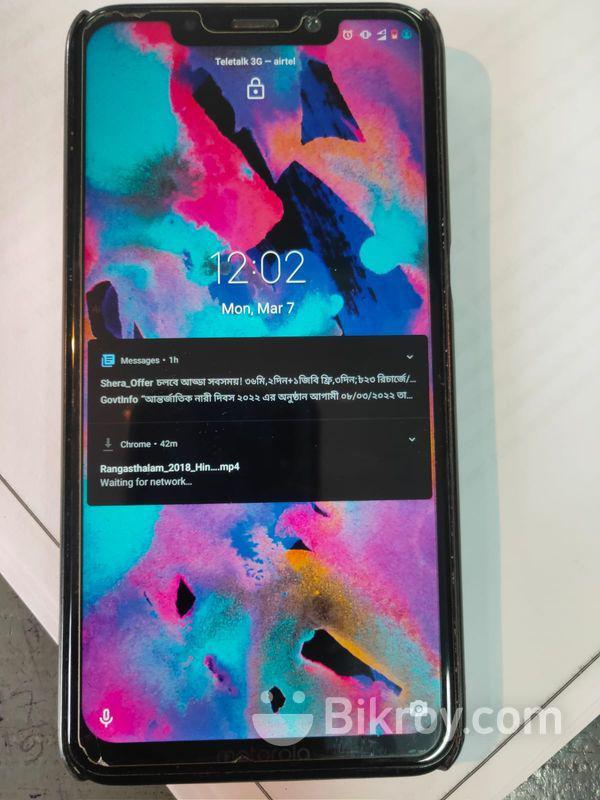 Teletalk 3G — airtel
12:02
Mon, Mar 7
Messages • 1h
Shera_Offer চলবে আড্ডা সবসময়! ৩৬মি,২দিন+১জিবি ফ্রি,৩দিন;৳২৩ রিচার্জে/...
GovtInfo “আন্তর্জাতিক নারী দিবস ২০২২ এর অনুষ্ঠান আগামী ০৮/০৩/২০২২ তা...
Chrome • 42m
Rangasthalam_2018_Hin....mp4
Waiting for network...
Bikroy.com
motorola